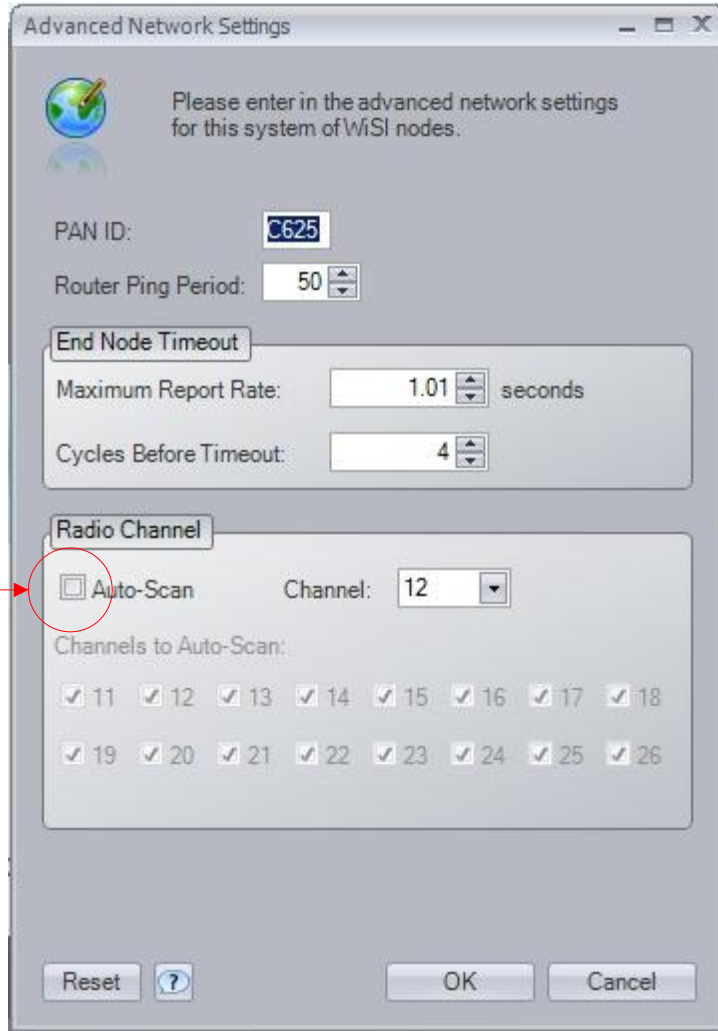 Advanced Network Settings
Please enter in the advanced network settings
for this system of WiSI nodes.
PAN ID: C625
Router Ping Period: 50
End Node Timeout
Maximum Report Rate: 1.01 seconds
Cycles Before Timeout: 4
Radio Channel
Auto-Scan Channel: 12
Channels to Auto-Scan:
11 12 13 14 15 16 17 18
19 20 21 22 23 24 25 26
Reset ? OK Cancel